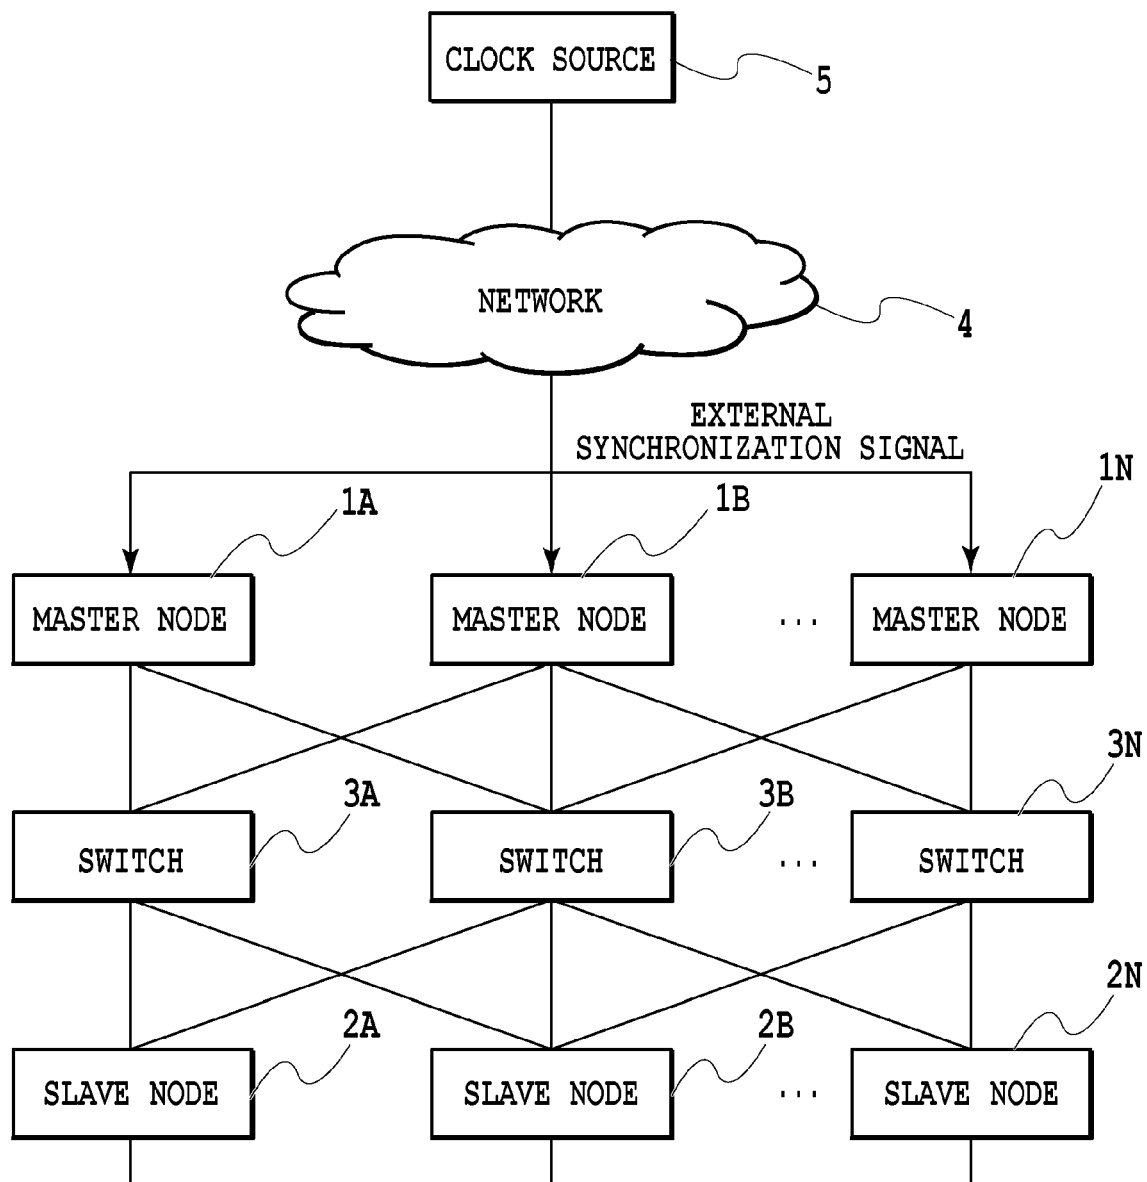 CLOCK SOURCE
5
NETWORK
4
EXTERNAL
SYNCHRONIZATION SIGNAL
1A
1B
1N
MASTER NODE
MASTER NODE
...
MASTER NODE
3A
3B
3N
SWITCH
SWITCH
...
SWITCH
2A
2B
2N
SLAVE NODE
SLAVE NODE
...
SLAVE NODE